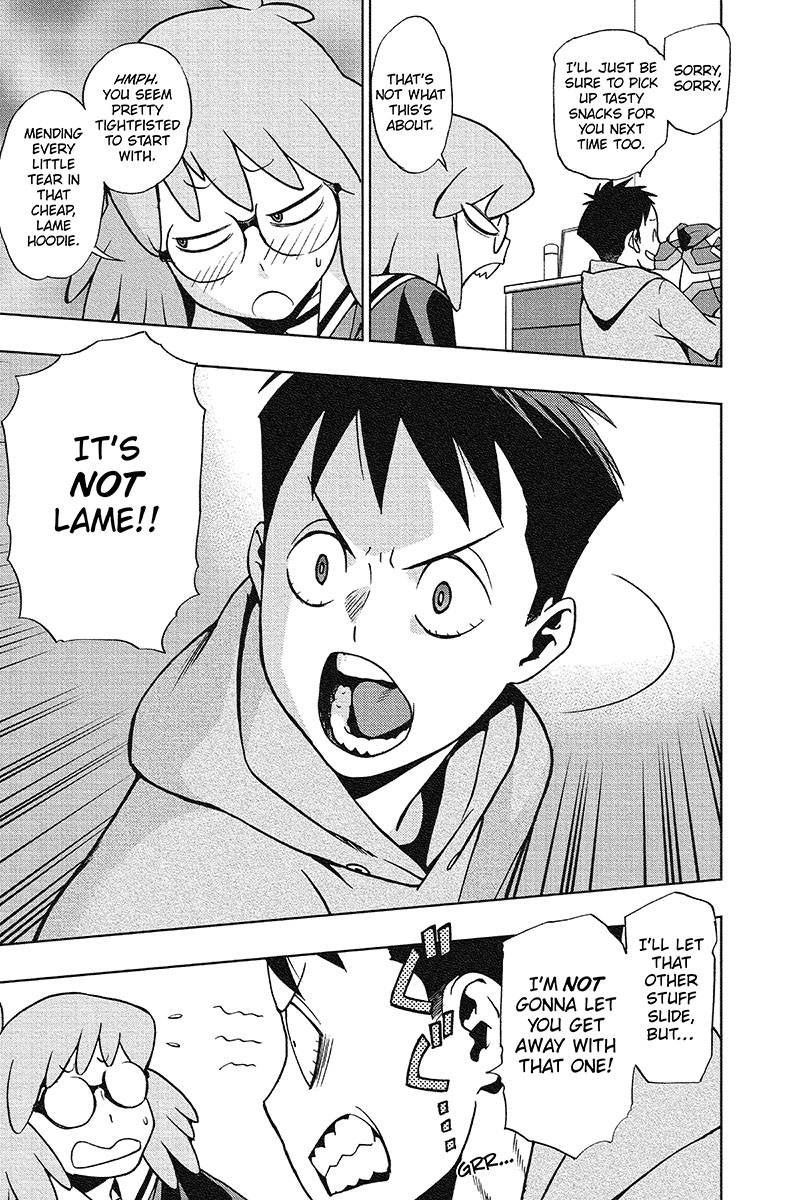 SORRY,
SORRY.
I'LL JUST BE
SURE TO PICK
UP TASTY
SNACKS FOR
YOU NEXT
TIME TOO.
THAT'S
NOT WHAT
THIS'S
ABOUT.
HMPH.
YOU SEEM
PRETTY
TIGHTFISTED
TO START
WITH.
MENDING
EVERY
LITTLE
TEAR IN
THAT
CHEAP,
LAME
HOODIE.
IT'S
NOT
LAME!!
I'LL LET
THAT
OTHER
STUFF
SLIDE,
BUT...
I'M NOT
GONNA LET
YOU GET
AWAY WITH
THAT ONE!
GRR...